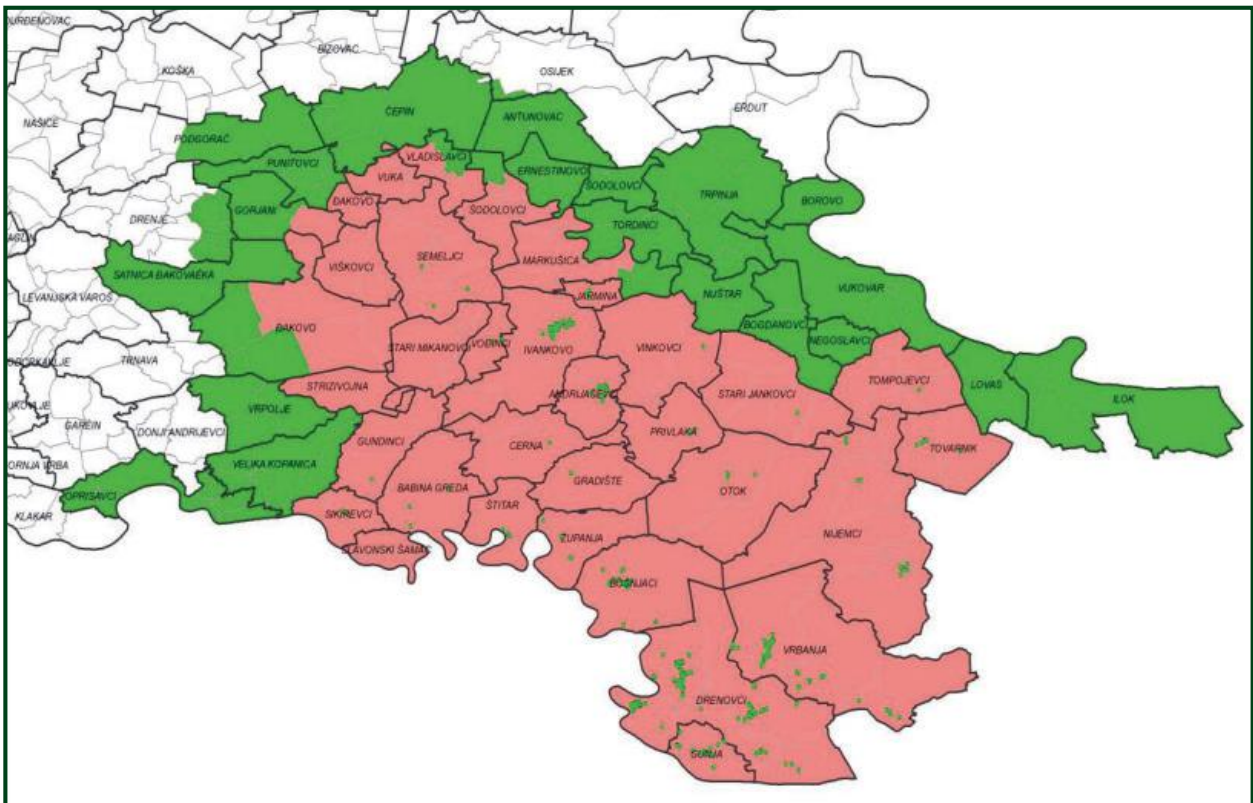 BIZOVAC
KOŠKA
OSIJEK
ERDUT
NAŠICE
ČEPIN
ANTUNOVAC
PODGORAČ
PUNITOVCI
VLADISLAVCI
VUKA
ERNESTINOVO
ŠODOLOVCI
TRPINJA
BOROVO
ĐAKOVO
ŠODOLOVCI
GORJANI
DRENJE
TORDINCI
MARKUŠICA
SEMELJCI
VIŠKOVCI
SATNICA ĐAKOVAČKA
JARMINA
NUŠTAR
VUKOVAR
LEVANJSKA VAROŠ
BOGDANOVCI
NEGOSLAVCI
ĐAKOVO
STARI MIKANOVCI
VOĐINCI
IVANKOVO
VINKOVCI
TRNAVA
TOMPOJEVCI
LOVAS
ILOK
STRIZIVOJNA
ANDRIJAŠEVCI
STARI JANKOVCI
VRPOLJE
GARČIN
DONJI ANDRIJEVCI
GUNDINCI
CERNA
PRIVLAKA
TOVARNIK
VELIKA KOPANICA
GRADIŠTE
OTOK
BABINA GREDA
OPRISAVCI
ŠTITAR
KLAKAR
SIKIREVCI
NIJEMCI
ŽUPANJA
SLAVONSKI ŠAMAC
BOŠNJACI
VRBANJA
DRENOVCI
GUNJA